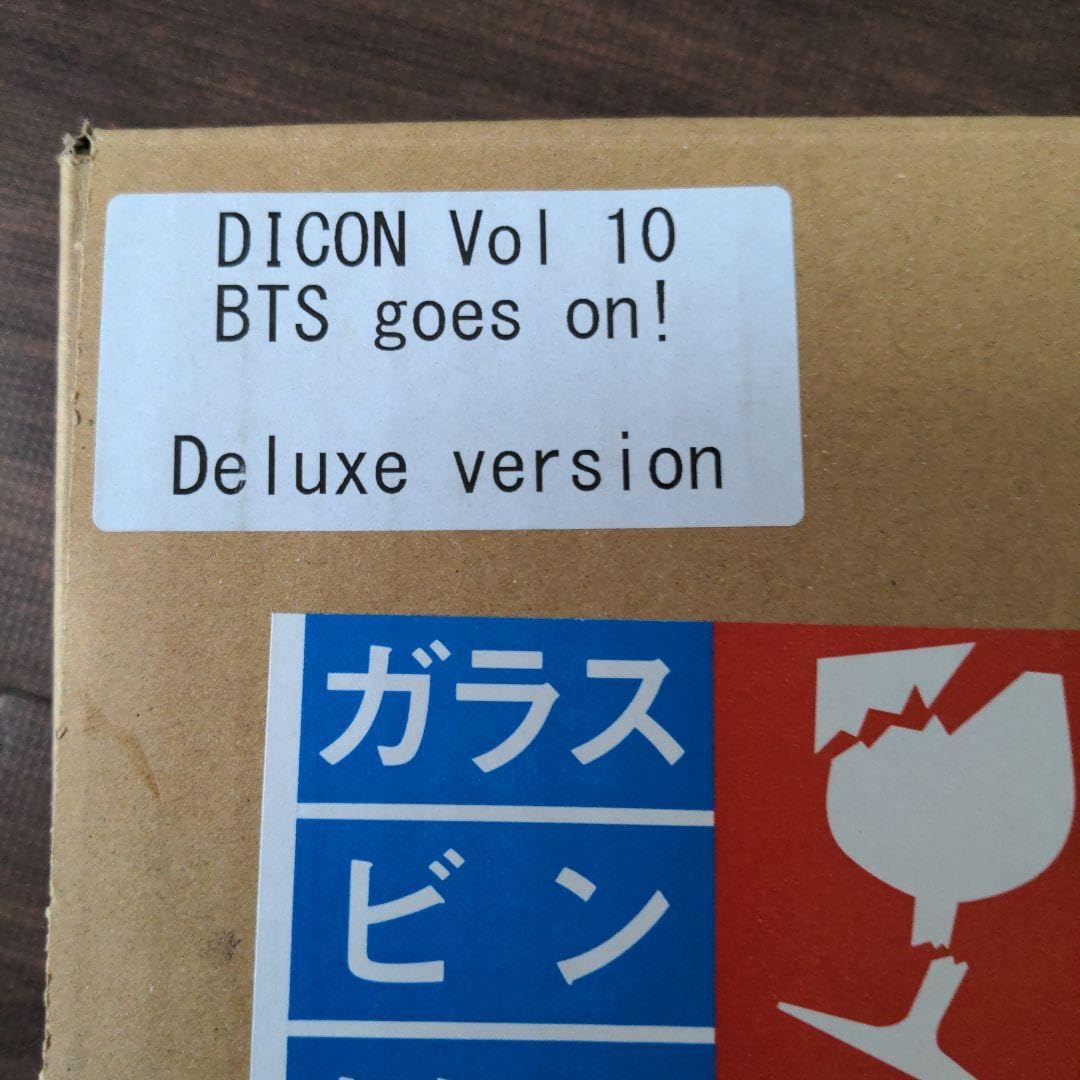 DICON Vol 10
BTS goes on!
Deluxe version
ガラス
ビン